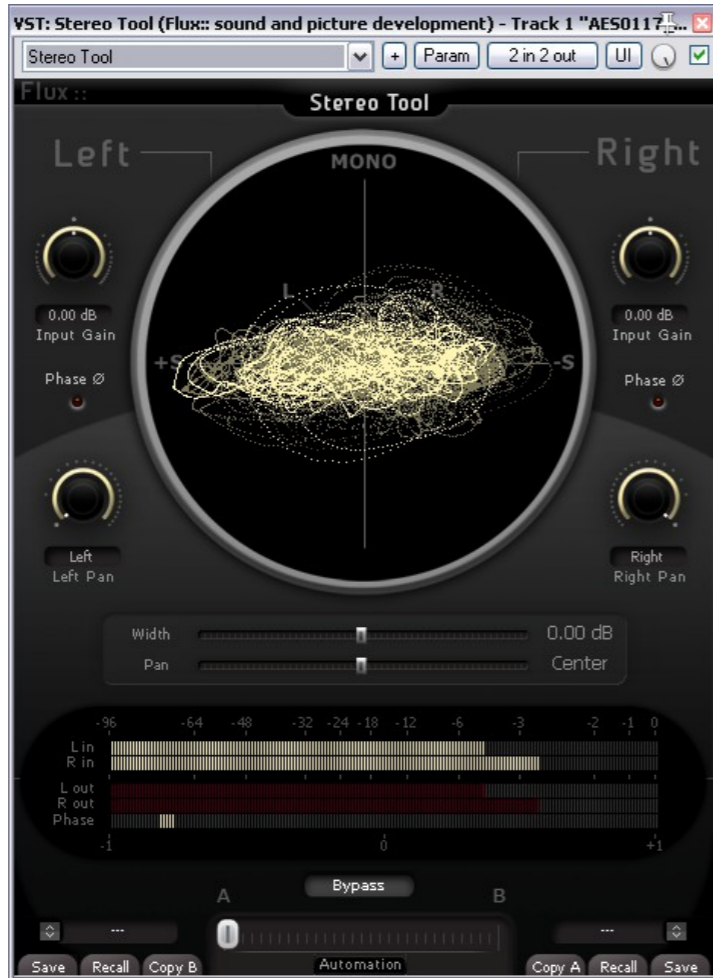 VST: Stereo Tool (Flux:: sound and picture development) - Track 1 "AES0117...
Stereo Tool + Param 2 in 2 out UI
Flux::
Stereo Tool
Left Right
MONO
L R
+S -S
0.00 dB 0.00 dB
Input Gain Input Gain
Phase Ø Phase Ø
Left Right
Left Pan Right Pan
Width 0.00 dB
Pan Center
-96 -64 -48 -32 -24 -18 -12 -6 -3 -2 -1 0
L in
R in
L out
R out
Phase
-1 0 +1
Bypass
A B
--- ---
Save Recall Copy B Automation Copy A Recall Save